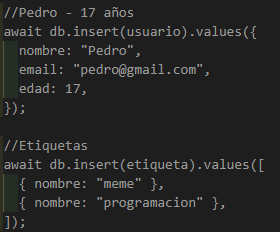 //Pedro - 17 años
await db.insert(usuario).values({
  nombre: "Pedro",
  email: "pedro@gmail.com",
  edad: 17,
});

//Etiquetas
await db.insert(etiqueta).values([
  { nombre: "meme" },
  { nombre: "programacion" },
]);